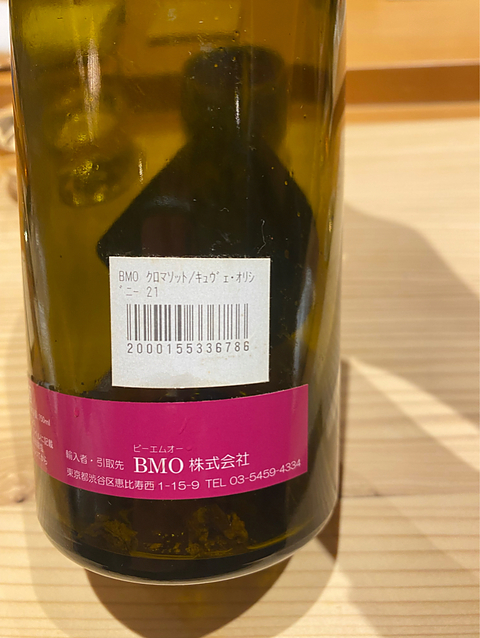 BMO クロマソット/キュヴェ・オリジ
ﾞニー 21
2000155336786
750ml
ビーエムオー
輸入者・引取先 BMO 株式会社
東京都渋谷区恵比寿西1-15-9 TEL 03-5459-4334